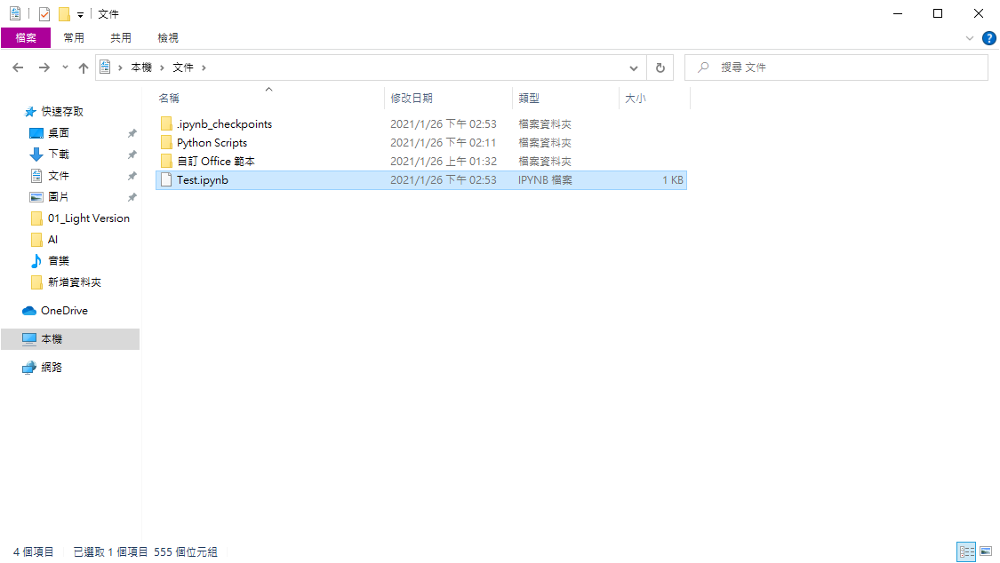 文件
檔案 常用 共用 檢視
本機 文件 搜尋 文件
名稱 修改日期 類型 大小
快速存取
桌面
下載
文件
圖片
01_Light Version
AI
音樂
新增資料夾
OneDrive
本機
網路
.ipynb_checkpoints 2021/1/26 下午 02:53 檔案資料夾
Python Scripts 2021/1/26 下午 02:11 檔案資料夾
自訂 Office 範本 2021/1/26 上午 01:32 檔案資料夾
Test.ipynb 2021/1/26 下午 02:53 IPYNB 檔案 1 KB
4 個項目 已選取 1 個項目 555 個位元組